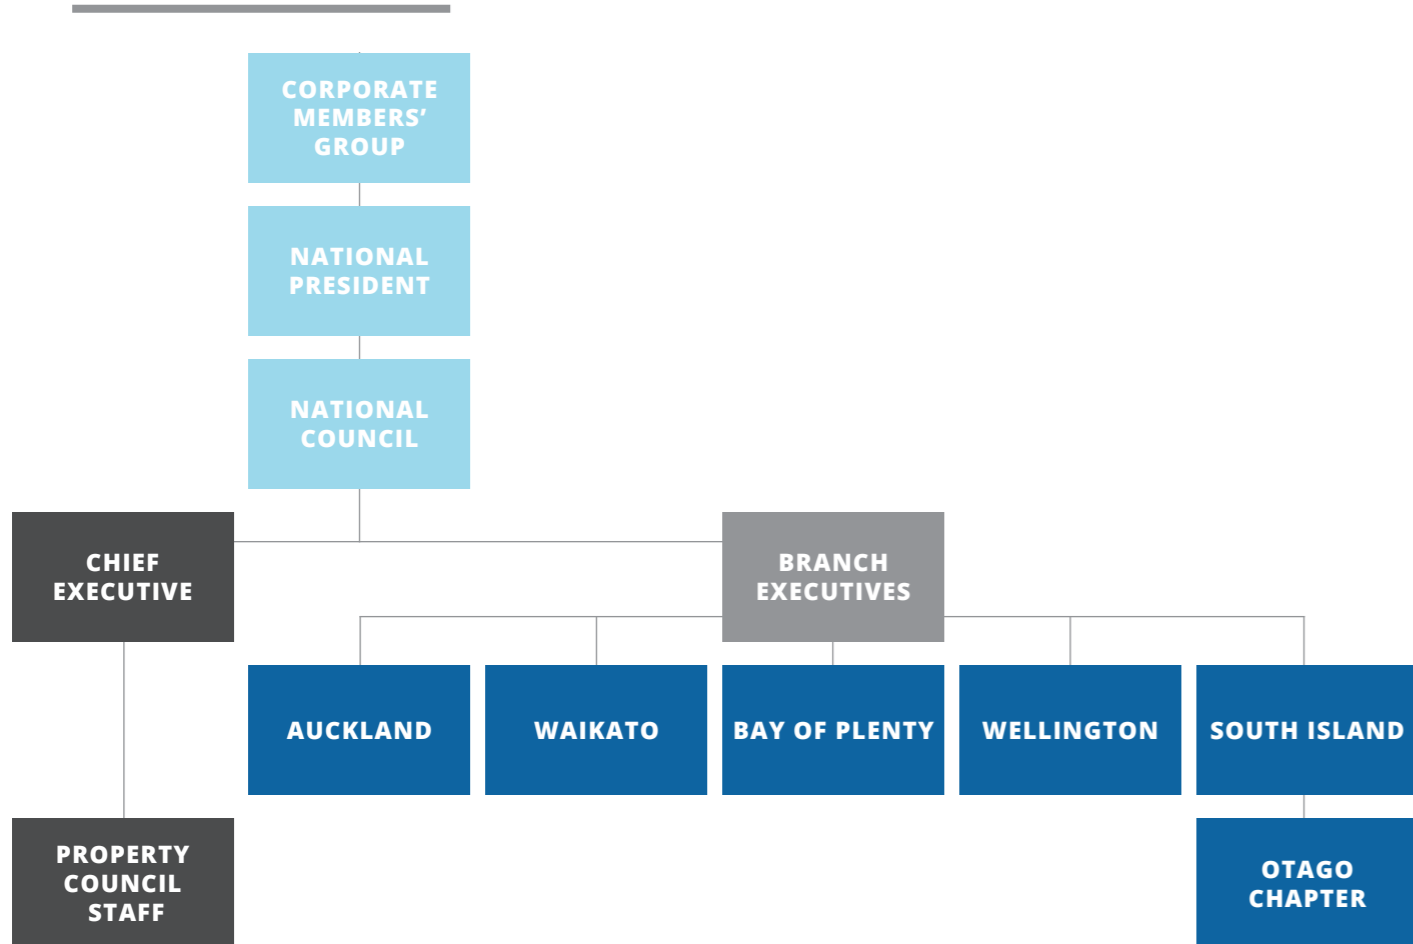 CORPORATE
MEMBERS’
GROUP
NATIONAL
PRESIDENT
NATIONAL
COUNCIL
CHIEF
EXECUTIVE
BRANCH
EXECUTIVES
AUCKLAND
WAIKATO
BAY OF PLENTY
WELLINGTON
SOUTH ISLAND
PROPERTY
COUNCIL
STAFF
OTAGO
CHAPTER